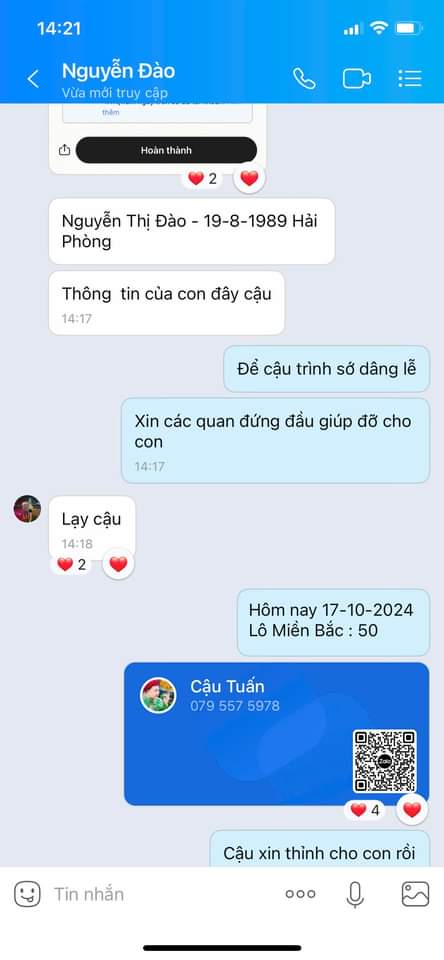 14:21
Nguyễn Đào
Vừa mới truy cập
thêm
Hoàn thành
2
Nguyễn Thị Đào - 19-8-1989 Hải
Phòng
Thông tin của con đây cậu
14:17
Để cậu trình sớ dâng lễ
Xin các quan đứng đầu giúp đỡ cho
con
14:17
Lạy cậu
14:18
2
Hôm nay 17-10-2024
Lô Miền Bắc : 50
Cậu Tuấn
079 557 5978
Zalo
4
Cậu xin thỉnh cho con rồi
Tin nhắn